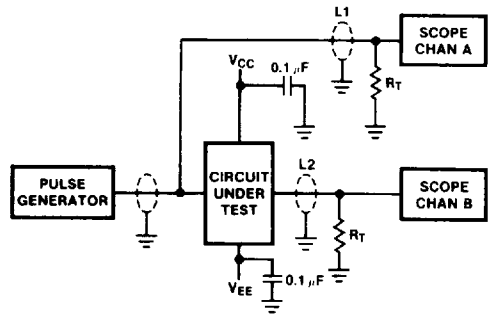 L1
SCOPE
CHAN A
VCC
0.1 µF
RT
PULSE
GENERATOR
CIRCUIT
UNDER
TEST
L2
SCOPE
CHAN B
RT
VEE
0.1 µF